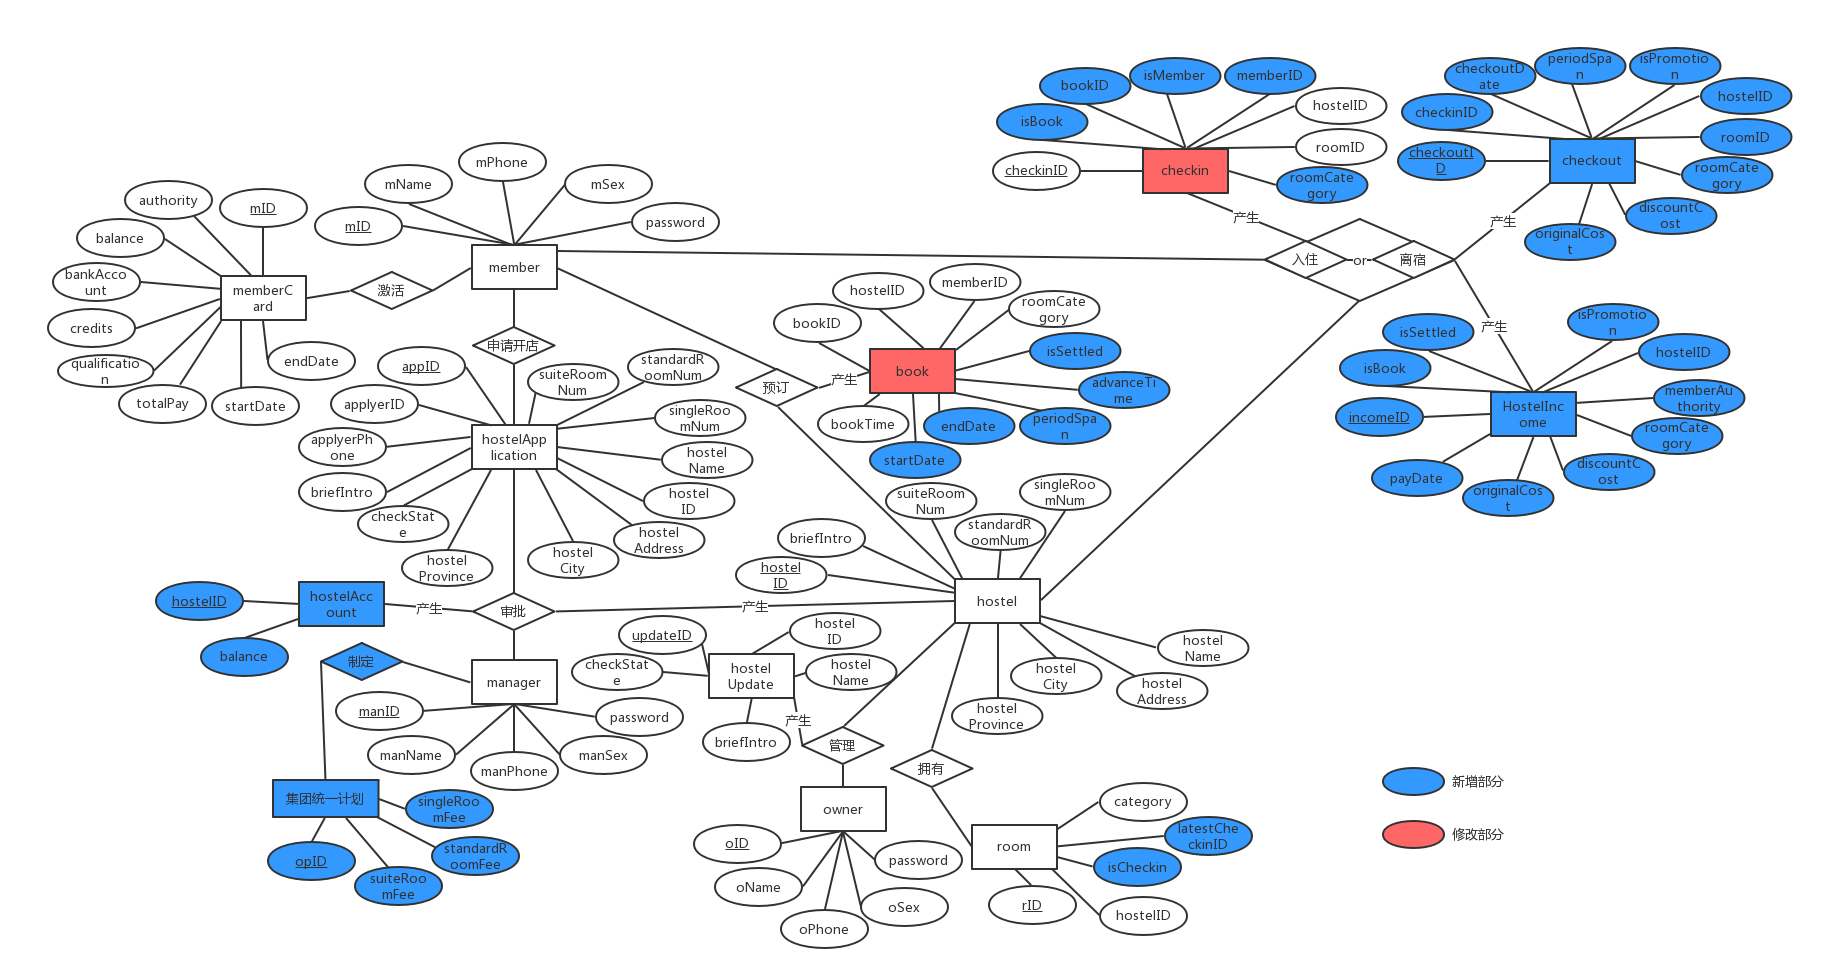 mID
authority
balance
bankAcco
unt
credits
qualificatio
n
totalPay
startDate
endDate
memberC
ard
激活
mID
mName
mPhone
mSex
password
member
申请开店
appID
applyerID
applyerPh
one
briefIntro
checkStat
e
hostel
Province
hostel
City
hostel
Address
hostel
ID
hostel
Name
singleRoo
mNum
standardR
oomNum
suiteRoom
Num
hostelApp
lication
预订
产生
bookID
hostelID
memberID
roomCate
gory
isSettled
advanceTi
me
periodSpa
n
endDate
startDate
bookTime
book
checkinID
isBook
bookID
isMember
memberID
hostelID
roomID
roomCate
gory
checkin
产生
入住
or
离宿
产生
checkoutI
D
checkinID
checkoutD
ate
periodSpa
n
isPromotio
n
hostelID
roomID
roomCate
gory
discountC
ost
originalCos
t
checkout
产生
incomeID
isBook
isSettled
isPromotio
n
hostelID
memberAu
thority
roomCate
gory
discountC
ost
originalCos
t
payDate
HostelInc
ome
hostelID
balance
hostelAcc
ount
产生
审批
产生
hostel
ID
briefIntro
suiteRoom
Num
standardR
oomNum
singleRoo
mNum
hostel
hostel
Name
hostel
Address
hostel
City
hostel
Province
制定
manager
manID
manName
manPhone
manSex
password
集团统一计划
singleRoo
mFee
standardR
oomFee
suiteRoo
mFee
opID
updateID
checkStat
e
briefIntro
hostel
ID
hostel
Name
hostel
Update
产生
管理
owner
oID
oName
oPhone
oSex
password
拥有
room
category
latestChe
ckinID
isCheckin
hostelID
rID
新增部分
修改部分